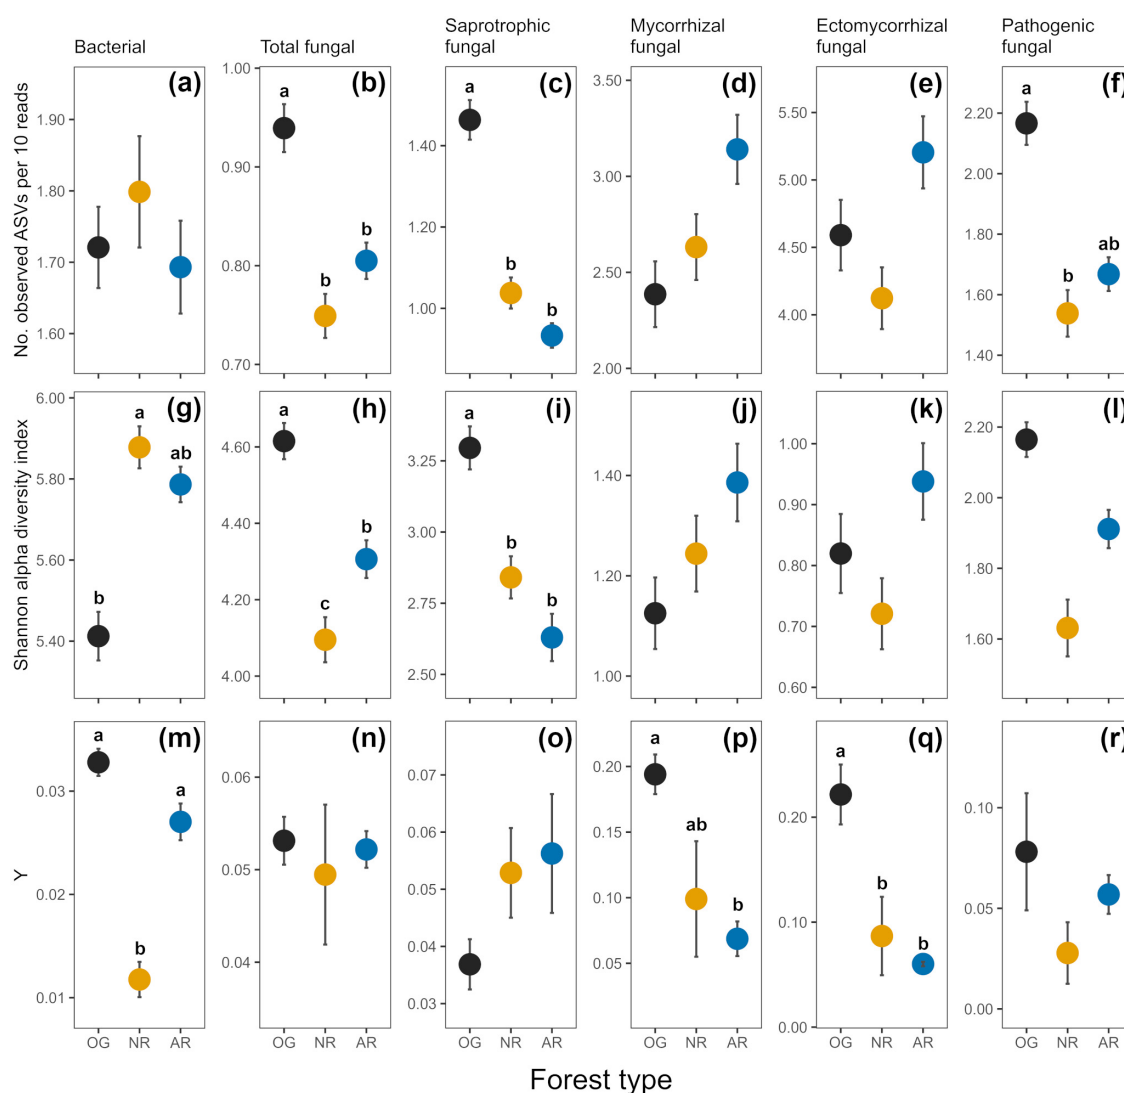 Bacterial
Total fungal
Saprotrophic
fungal
Mycorrhizal
fungal
Ectomycorrhizal
fungal
Pathogenic
fungal
No. observed ASVs per 10 reads
(a)
1.90
1.80
1.70
1.60
(b)
1.00
0.90
0.80
0.70
a
b
b
(c)
1.40
1.20
1.00
a
b
b
(d)
3.50
3.00
2.50
2.00
(e)
5.50
5.00
4.50
4.00
(f)
2.20
2.00
1.80
1.60
1.40
a
b
ab
Shannon alpha diversity index
(g)
6.00
5.80
5.60
5.40
b
a
ab
(h)
4.60
4.40
4.20
4.00
a
c
b
(i)
3.25
3.00
2.75
2.50
a
b
b
(j)
1.40
1.20
1.00
(k)
1.00
0.90
0.80
0.70
0.60
(l)
2.20
2.00
1.80
1.60
Y
(m)
0.03
0.02
0.01
a
b
a
OG NR AR
(n)
0.06
0.05
0.04
OG NR AR
(o)
0.07
0.06
0.05
0.04
0.03
OG NR AR
(p)
0.20
0.15
0.10
0.05
a
ab
b
OG NR AR
(q)
0.20
0.10
0.00
a
b
b
OG NR AR
(r)
0.10
0.05
0.00
OG NR AR
Forest type